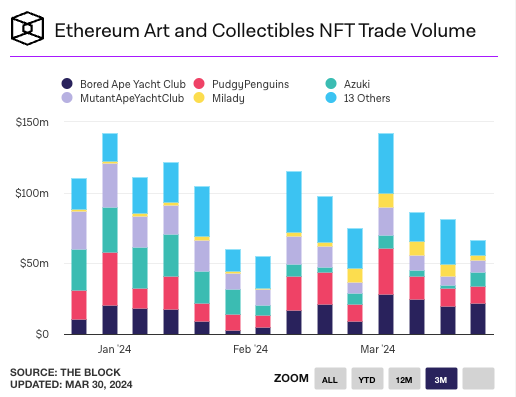 Ethereum Art and Collectibles NFT Trade Volume
Bored Ape Yacht Club PudgyPenguins Azuki
MutantApeYachtClub Milady 13 Others
$150m
$100m
$50m
$0
Jan '24 Feb '24 Mar '24
SOURCE: THE BLOCK
UPDATED: MAR 30, 2024
ZOOM ALL YTD 12M 3M